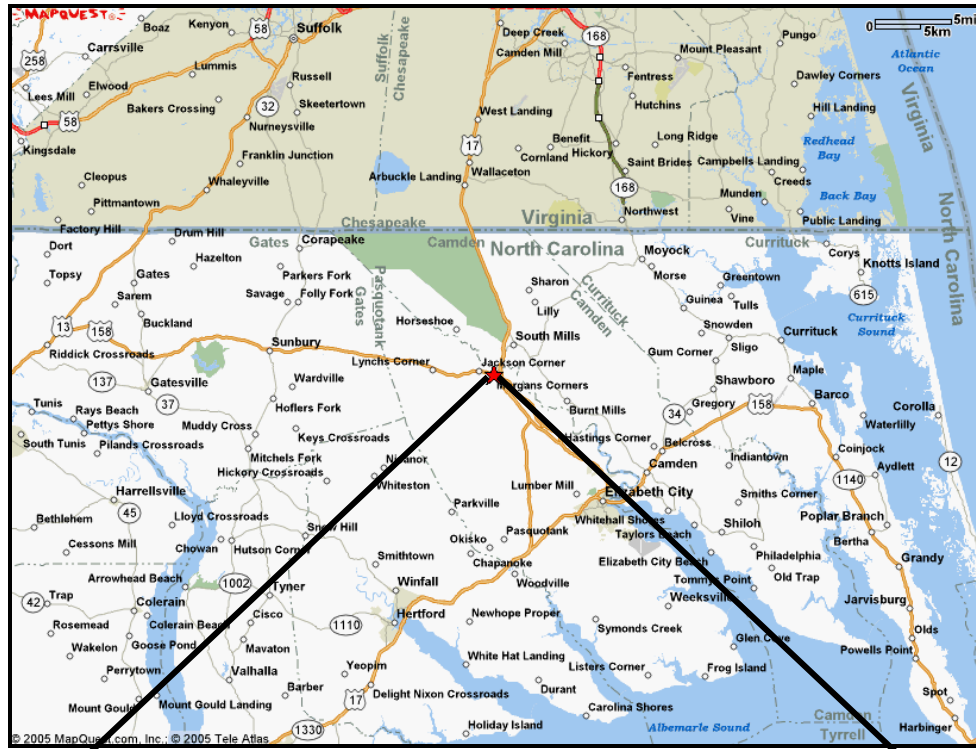 MAPQUEST
Boaz
Kenyon
58
Suffolk
Deep Creek
168
Pungo
5mi
0
5km
258
Carrsville
Camden Mill
Mount Pleasant
Atlantic
Ocean
Lummis
Suffolk
Chesapeake
Elwood
Russell
Fentress
Dawley Corners
Lees Mill
Bakers Crossing
32
Skeetertown
Hutchins
Virginia
58
Nurneysville
West Landing
Hill Landing
Kingsdale
17
Benefit
Long Ridge
Redhead
Bay
Franklin Junction
Cornland
Hickory
Saint Brides
Campbells Landing
Cleopus
Whaleyville
Arbuckle Landing
Wallaceton
168
Creeds
Pittmantown
Munden
Back Bay
Factory Hill
Chesapeake
Virginia
Northwest
Vine
Public Landing
North Carolina
Drum Hill
Gates
Corapeake
Camden
North Carolina
Currituck
Dort
Hazelton
Moyock
Corys
Knotts Island
Topsy
Gates
Parkers Fork
Pasquotank
Gates
Sharon
Currituck
Camden
Morse
Greentown
615
Sarem
Savage
Folly Fork
Lilly
Guinea
Tulls
13
158
Buckland
Horseshoe
Snowden
Currituck
Currituck
Sound
Riddick Crossroads
Sunbury
South Mills
Gum Corner
Sligo
Lynchs Corner
Jackson Corner
Maple
137
Gatesville
Wardville
Morgans Corners
Shawboro
Barco
Tunis
Rays Beach
37
Hoflers Fork
Burnt Mills
34
Gregory
158
Corolla
Pettys Shore
Muddy Cross
Waterlilly
South Tunis
Pilands Crossroads
Keys Crossroads
Hastings Corner
Belcross
Coinjock
Mitchels Fork
Nicanor
Camden
Indiantown
12
Hickory Crossroads
Aydlett
Harrellsville
Whiteston
Lumber Mill
Elizabeth City
Smiths Corner
1140
45
Parkville
Bethlehem
Lloyd Crossroads
Snow Hill
Pasquotank
Whitehall Shores
Shiloh
Poplar Branch
Cessons Mill
Chowan
Hutson Corner
Okisko
Taylors Beach
Bertha
Smithtown
Chapanoke
Elizabeth City Beach
Philadelphia
Grandy
Arrowhead Beach
1002
Tyner
Winfall
Woodville
Tommys Point
Old Trap
42
Trap
Colerain
Cisco
Hertford
Weeksville
Jarvisburg
Rosemead
Colerain Beach
1110
Newhope Proper
Symonds Creek
Olds
Wakelon
Goose Pond
Mavaton
Glen Cove
Powells Point
Perrytown
Valhalla
Yeopim
White Hat Landing
Listers Corner
Frog Island
Mount Gould
Mount Gould Landing
Barber
17
Delight Nixon Crossroads
Durant
Spot
Carolina Shores
Camden
Tyrrell
1330
Holiday Island
Albemarle Sound
Harbinger
© 2005 MapQuest.com, Inc.; © 2005 Tele Atlas